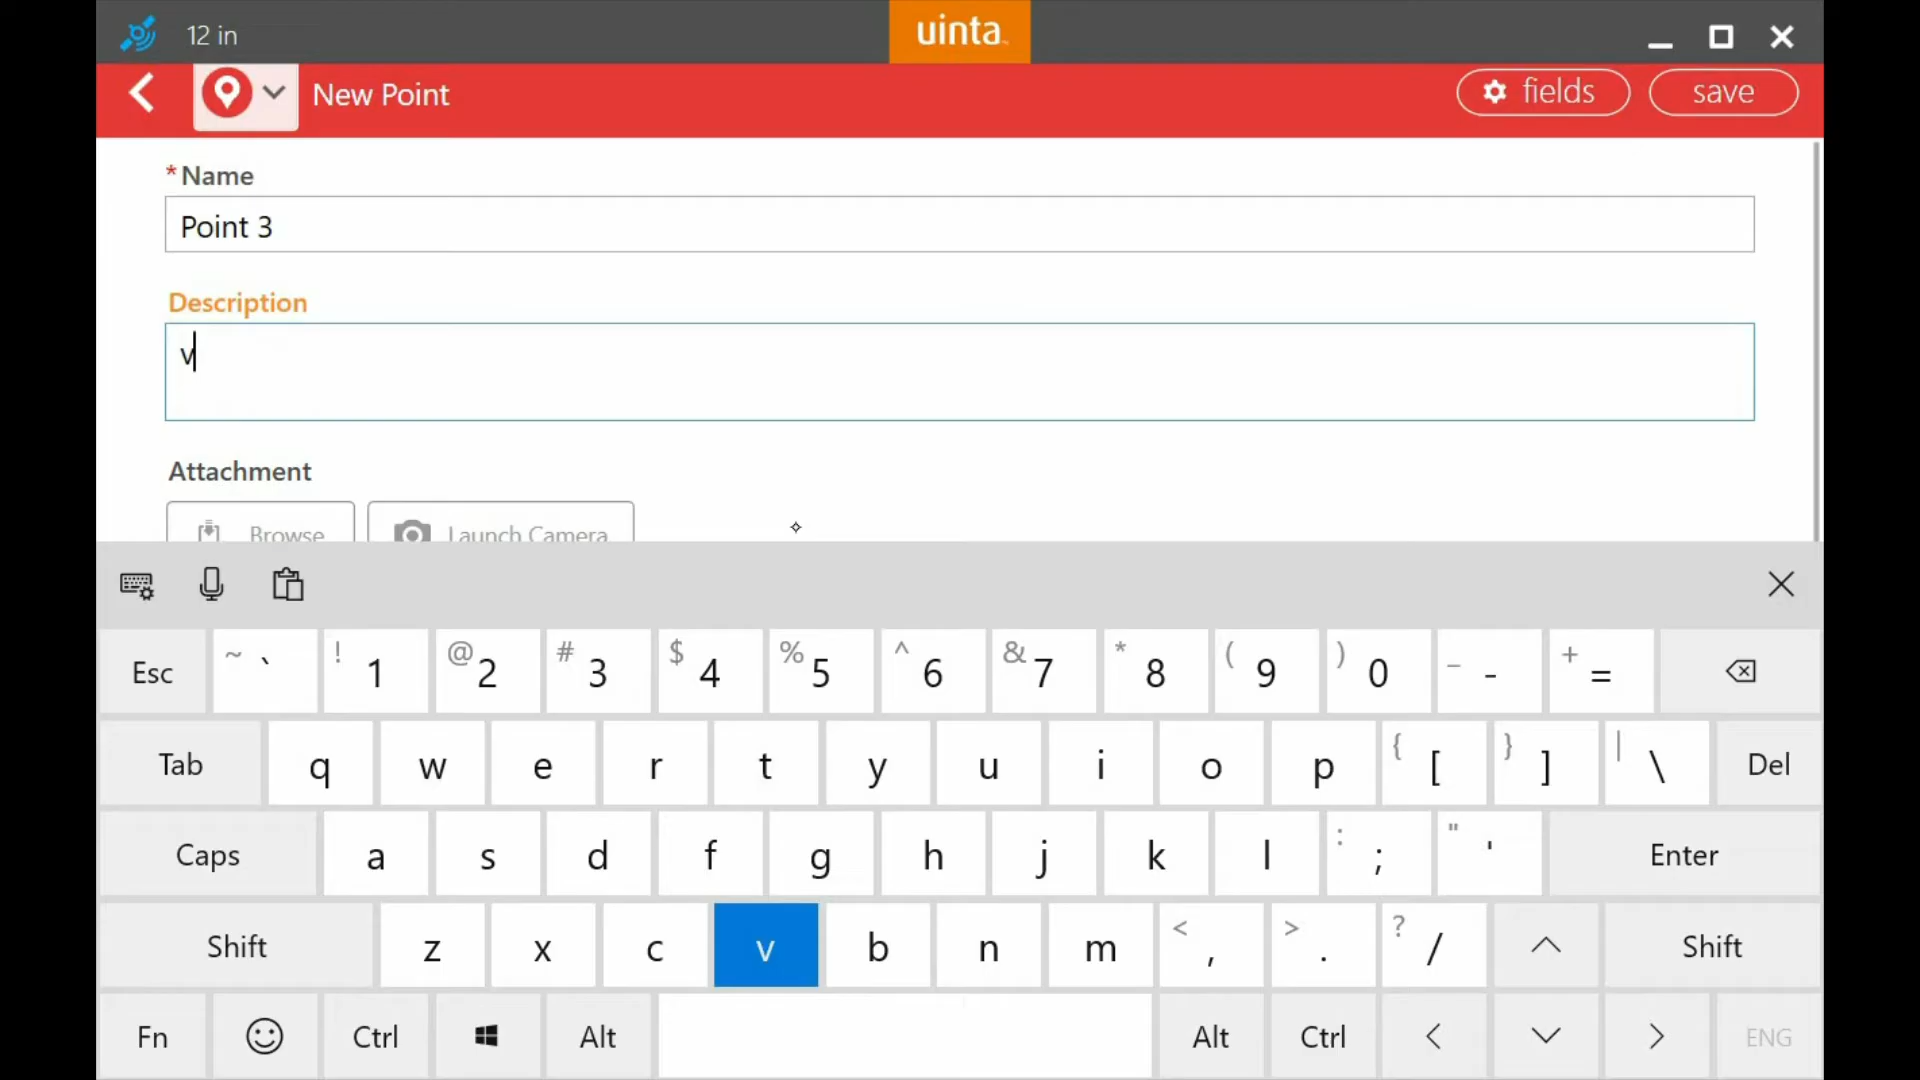 12 in
uinta
New Point
fields
save
* Name
Point 3
Description
v
Attachment
Browse
Launch Camera
Esc ~ ` ! 1 @ 2 # 3 $ 4 % 5 ^ 6 & 7 * 8 ( 9 ) 0 _ - + =
Tab q w e r t y u i o p { [ } ] | \ Del
Caps a s d f g h j k l : ; " ' Enter
Shift z x c v b n m < , > . ? / Shift
Fn Ctrl Alt Alt Ctrl ENG